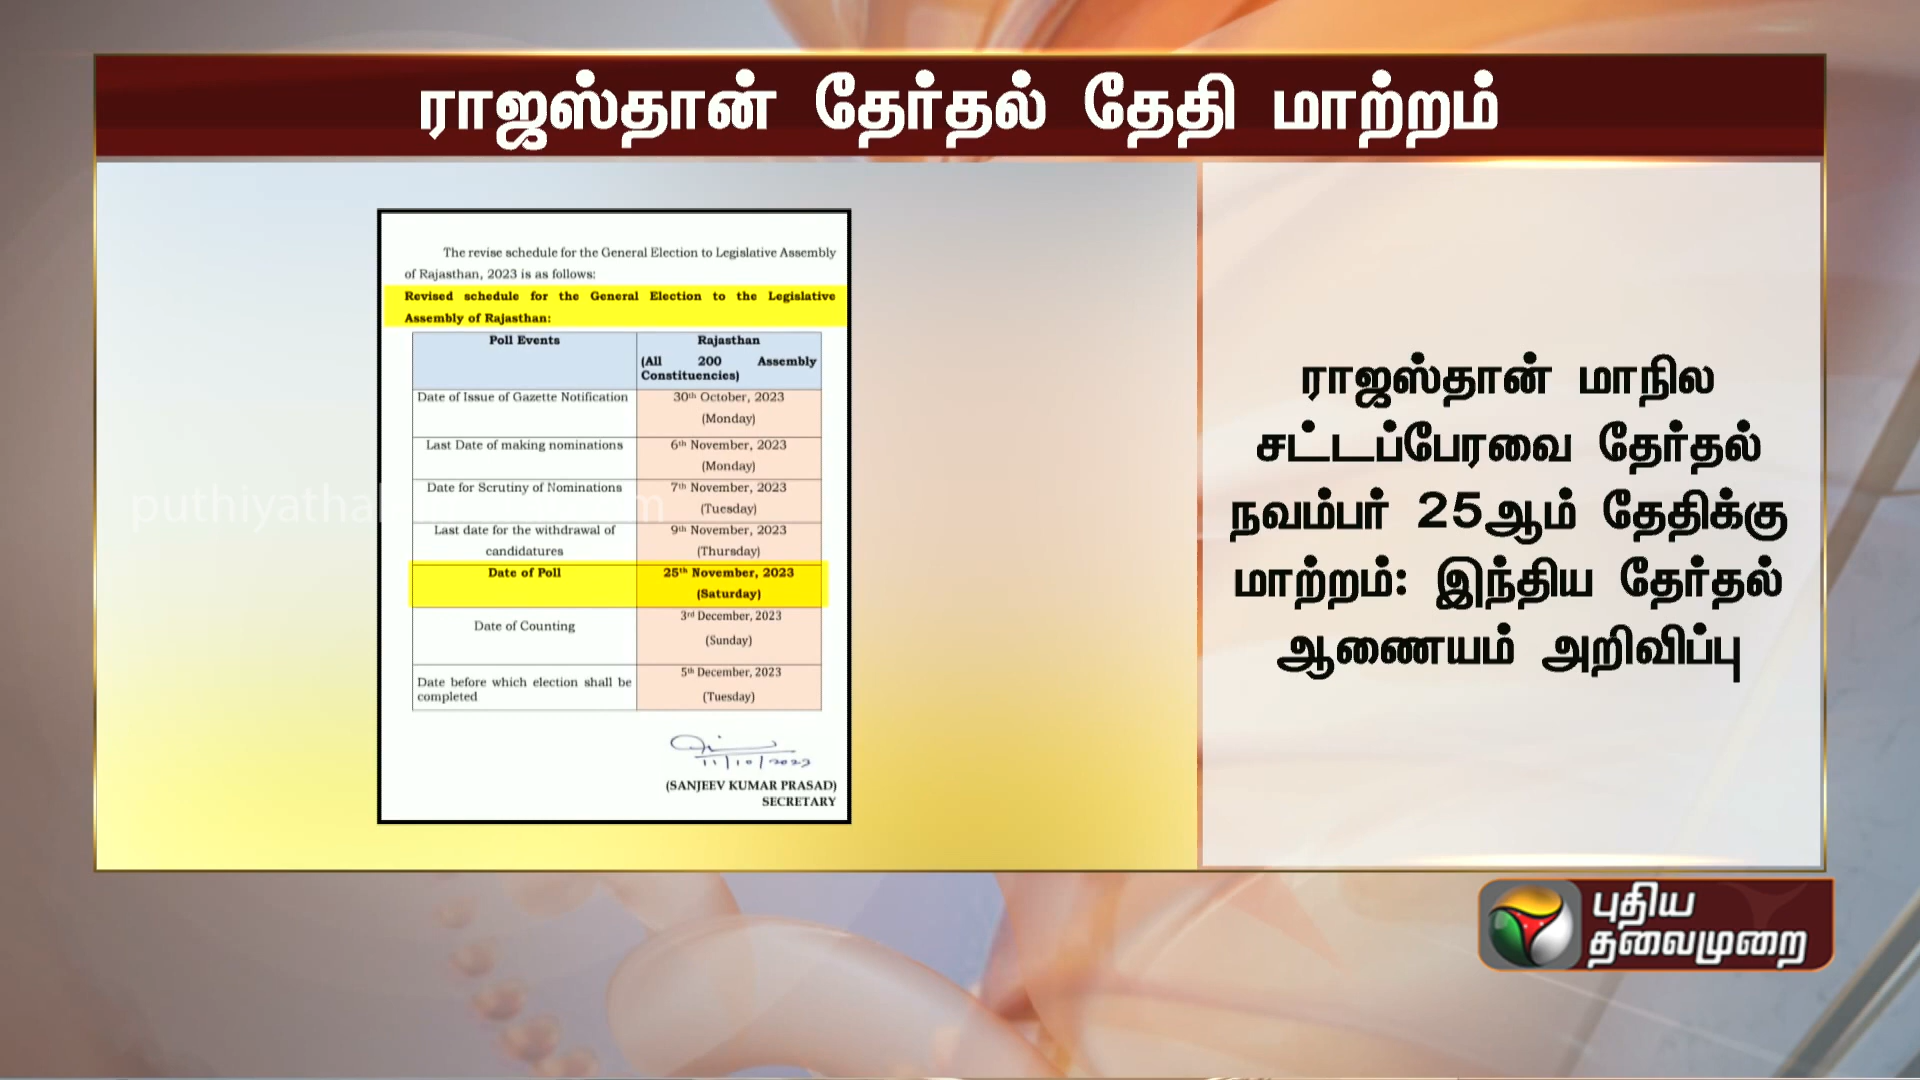 ராஜஸ்தான் தேர்தல் தேதி மாற்றம்
The revise schedule for the General Election to Legislative Assembly
of Rajasthan, 2023 is as follows:
Revised schedule for the General Election to the Legislative
Assembly of Rajasthan:
Poll Events
Rajasthan
(All 200 Assembly
Constituencies)
Date of Issue of Gazette Notification
30th October, 2023
(Monday)
Last Date of making nominations
6th November, 2023
(Monday)
Date for Scrutiny of Nominations
7th November, 2023
(Tuesday)
Last date for the withdrawal of
candidatures
9th November, 2023
(Thursday)
Date of Poll
25th November, 2023
(Saturday)
Date of Counting
3rd December, 2023
(Sunday)
Date before which election shall be
completed
5th December, 2023
(Tuesday)
11/10/2023
(SANJEEV KUMAR PRASAD)
SECRETARY
ராஜஸ்தான் மாநில
சட்டப்பேரவை தேர்தல்
நவம்பர் 25ஆம் தேதிக்கு
மாற்றம்: இந்திய தேர்தல்
ஆணையம் அறிவிப்பு
புதிய
தலைமுறை